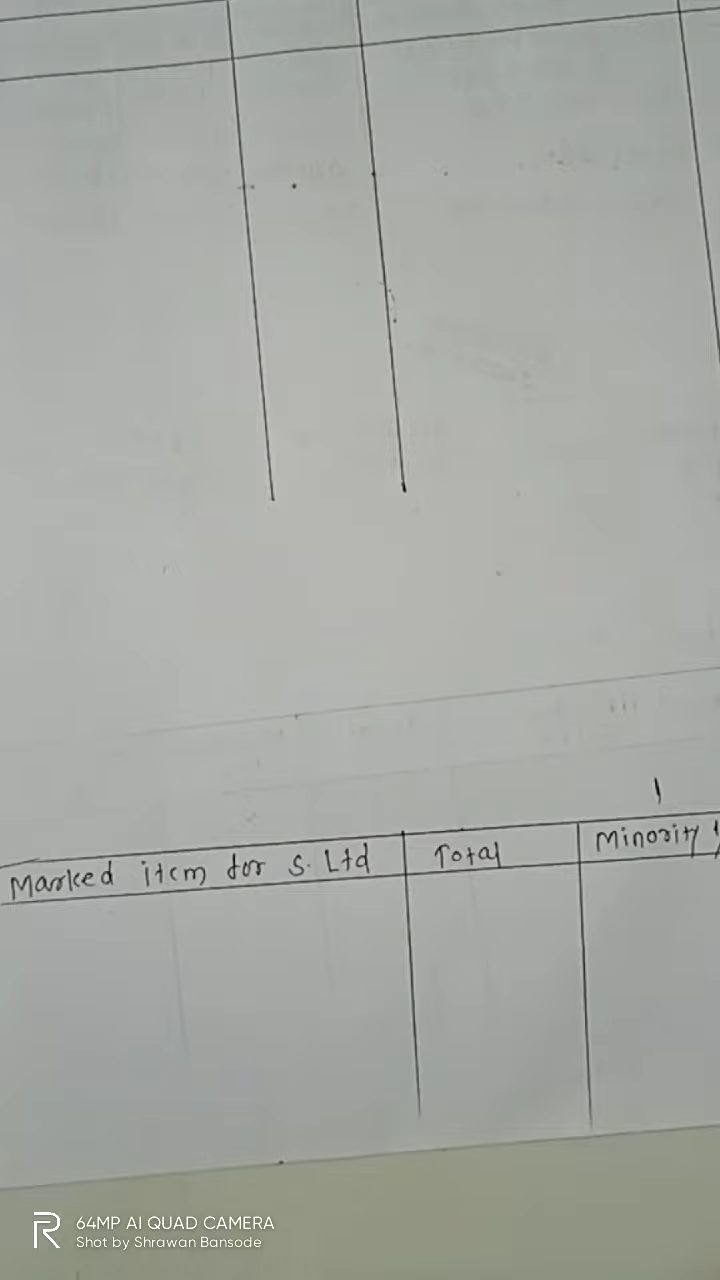 Marked item for S. Ltd Total Minority
64MP AI QUAD CAMERA
Shot by Shrawan Bansode